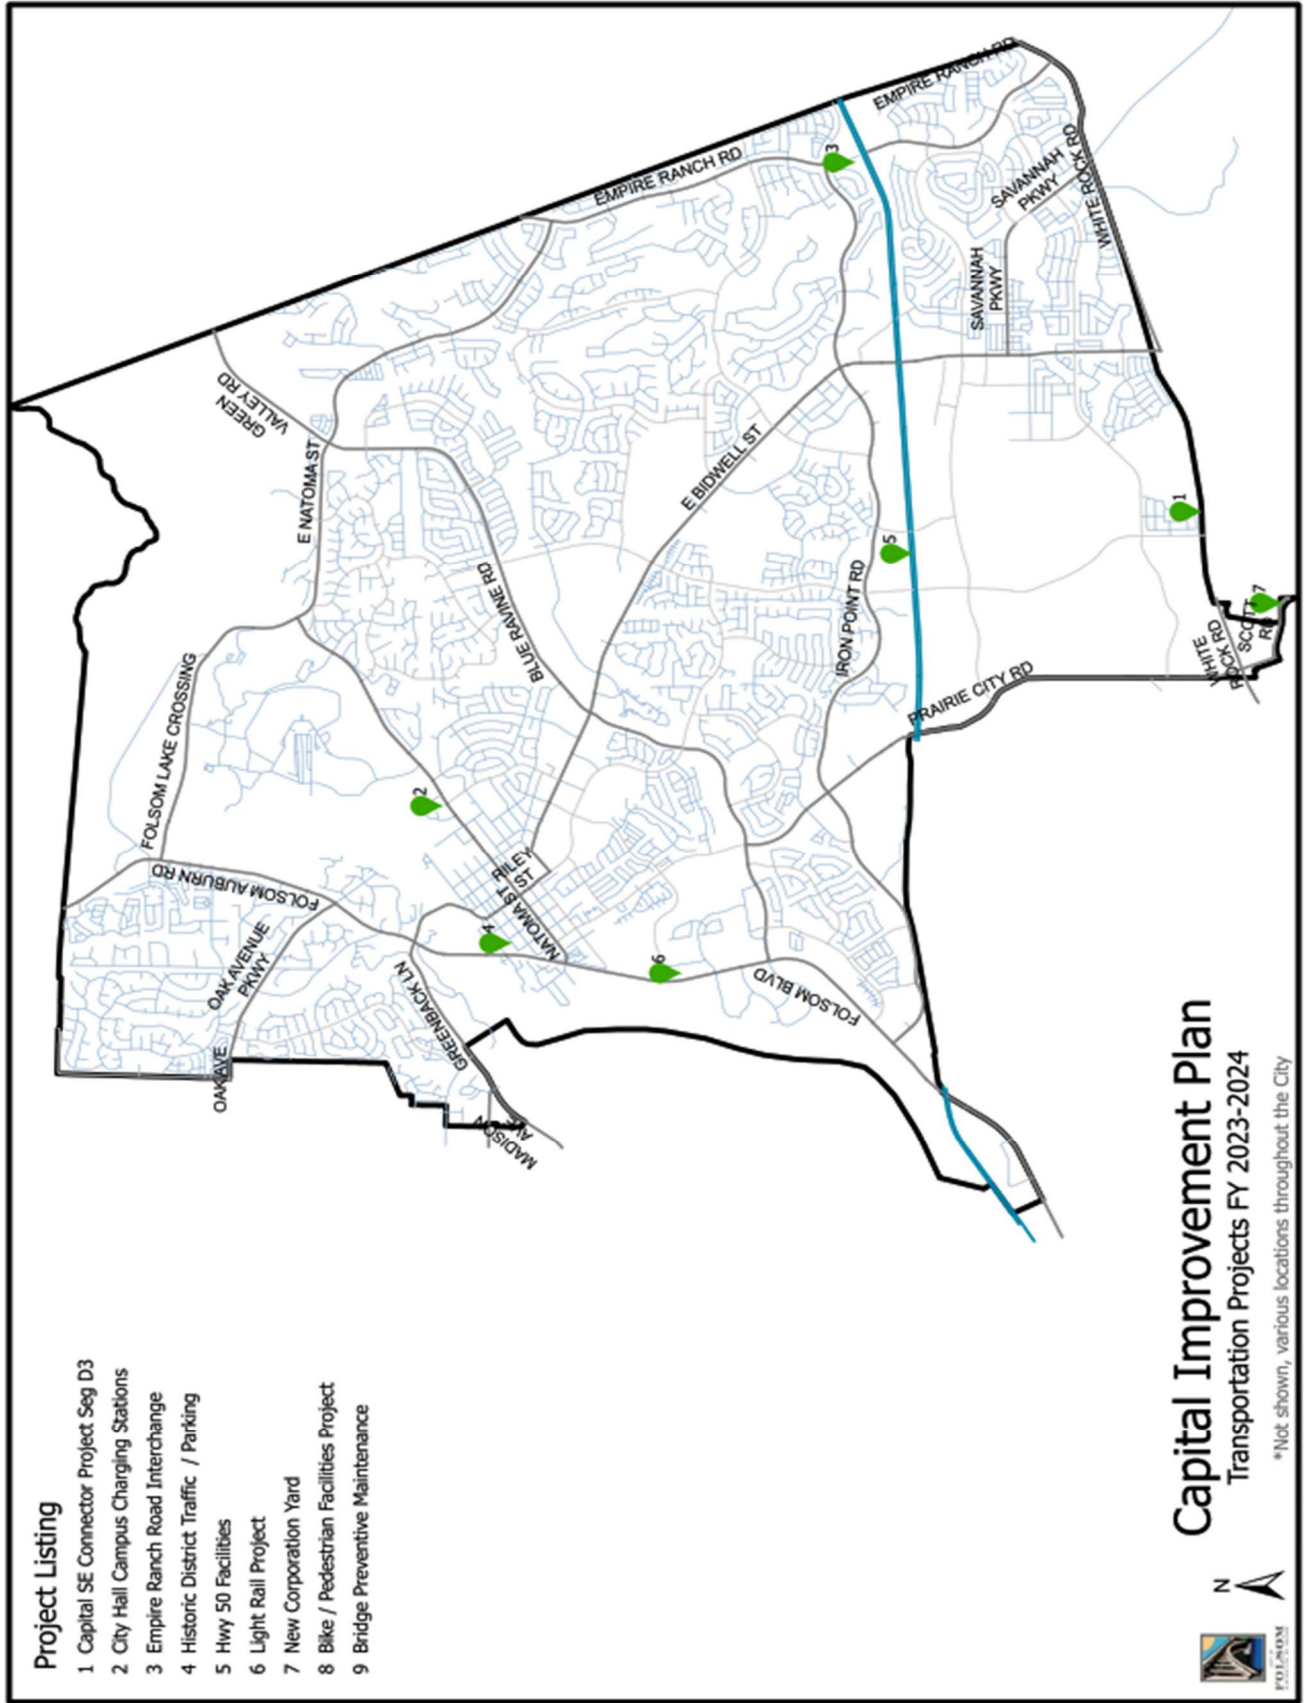 Project Listing
1 Capital SE Connector Project Seg D3
2 City Hall Campus Charging Stations
3 Empire Ranch Road Interchange
4 Historic District Traffic / Parking
5 Hwy 50 Facilities
6 Light Rail Project
7 New Corporation Yard
8 Bike / Pedestrian Facilities Project
9 Bridge Preventive Maintenance
OAK AVE
OAK AVENUE
PKWY
FOLSOM AUBURN RD
FOLSOM LAKE CROSSING
E NATOMA ST
GREEN
VALLEY RD
MADISON
AVE
GREENBACK LN
4
NATOMA ST
RILEY
ST
2
BLUE RAVINE RD
EMPIRE RANCH RD
6
FOLSOM BLVD
E BIDWELL ST
IRON POINT RD
5
3
EMPIRE RANCH RD
PRAIRIE CITY RD
SAVANNAH
PKWY
SAVANNAH
PKWY
WHITE ROCK RD
1
WHITE
ROCK RD
SCOTT
RD
7
N
FOLSOM
Capital Improvement Plan
Transportation Projects FY 2023-2024
*Not shown, various locations throughout the City